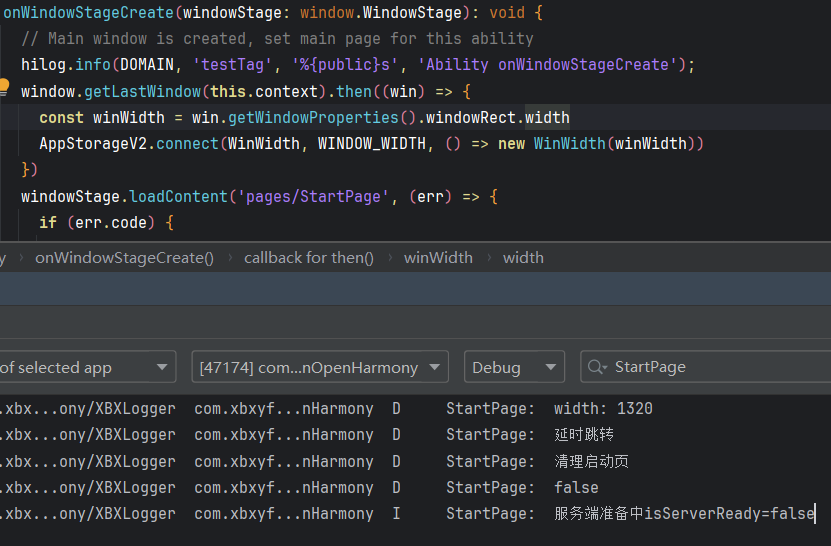 onWindowStageCreate(windowStage: window.WindowStage): void {
// Main window is created, set main page for this ability
hilog.info(DOMAIN, 'testTag', '%{public}s', 'Ability onWindowStageCreate');
window.getLastWindow(this.context).then((win) => {
const winWidth = win.getWindowProperties().windowRect.width
AppStorageV2.connect(WinWidth, WINDOW_WIDTH, () => new WinWidth(winWidth))
})
windowStage.loadContent('pages/StartPage', (err) => {
if (err.code) {
y › onWindowStageCreate() › callback for then() › winWidth › width
of selected app [47174] com...nOpenHarmony Debug StartPage
.xbx...ony/XBXLogger com.xbxyf...nHarmony D StartPage: width: 1320
.xbx...ony/XBXLogger com.xbxyf...nHarmony D StartPage: 延时跳转
.xbx...ony/XBXLogger com.xbxyf...nHarmony D StartPage: 清理启动页
.xbx...ony/XBXLogger com.xbxyf...nHarmony D StartPage: false
.xbx...ony/XBXLogger com.xbxyf...nHarmony I StartPage: 服务端准备中isServerReady=false